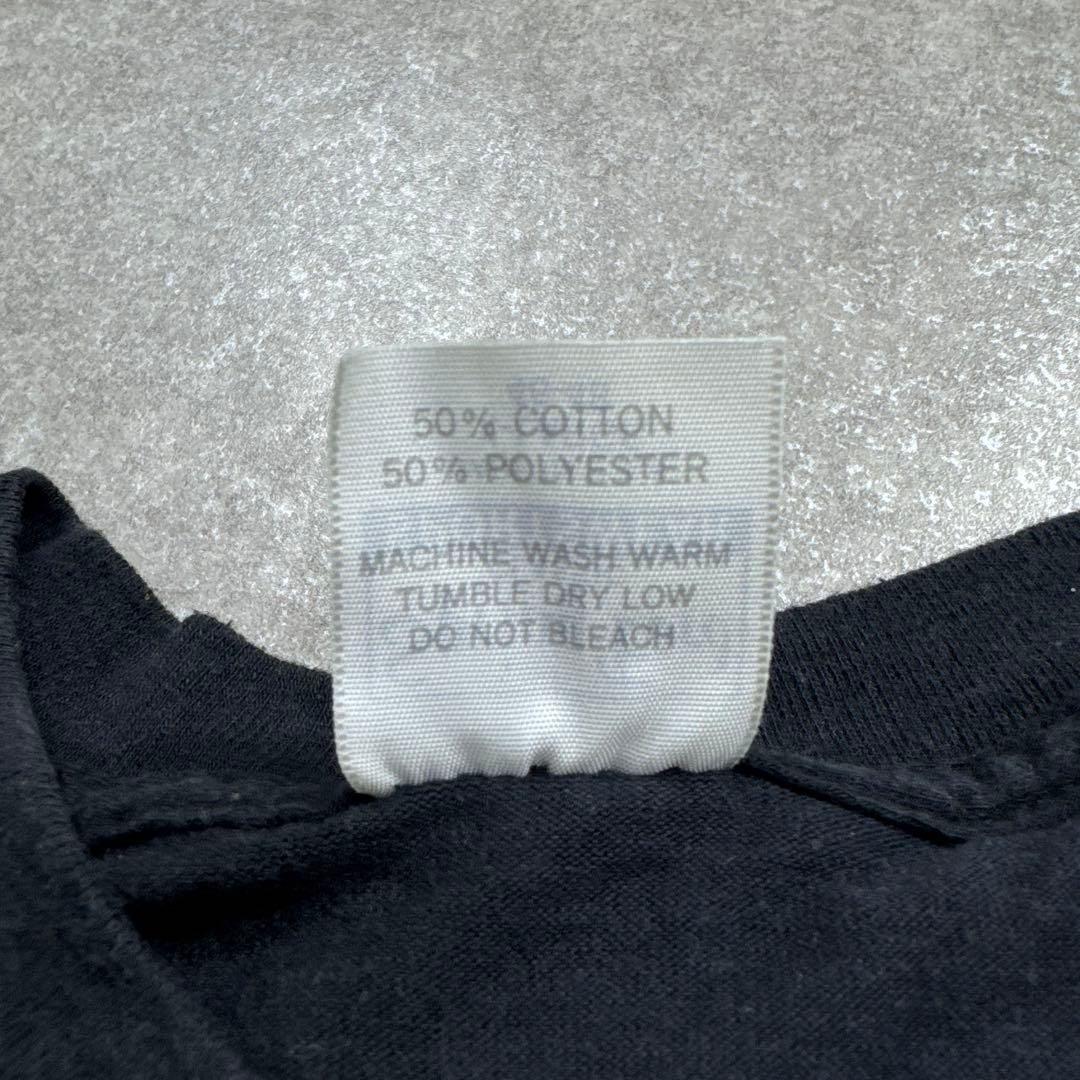 50% COTTON
50% POLYESTER
MACHINE WASH WARM
TUMBLE DRY LOW
DO NOT BLEACH